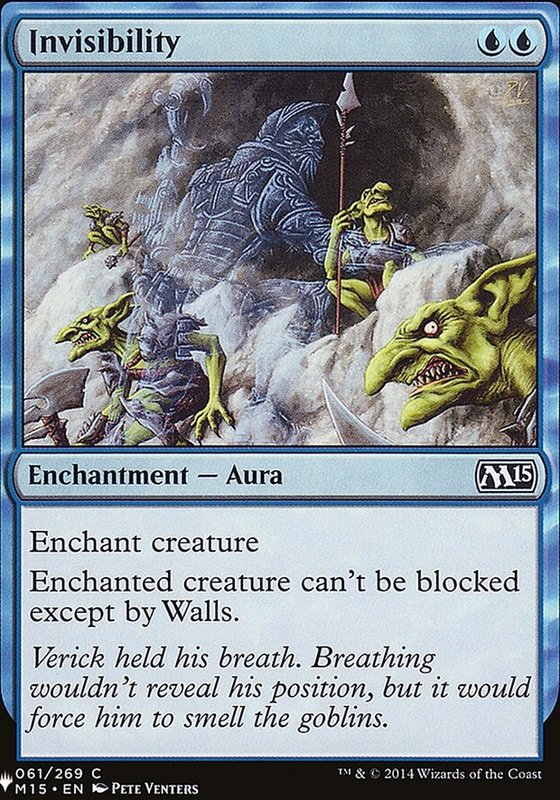 Invisibility
PV
Enchantment — Aura
M15
Enchant creature
Enchanted creature can't be blocked
except by Walls.
Verick held his breath. Breathing
wouldn't reveal his position, but it would
force him to smell the goblins.
061/269 C
M15 • EN Pete Venters
™ & © 2014 Wizards of the Coast